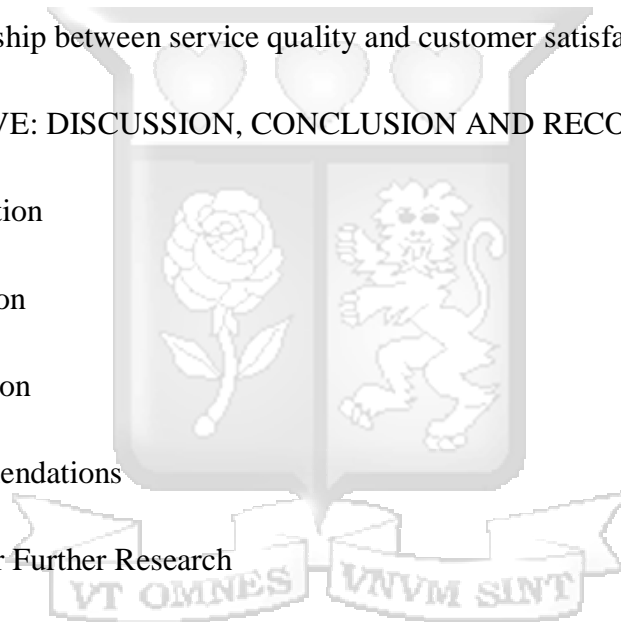 ship between service quality and customer satisfa
VE: DISCUSSION, CONCLUSION AND RECO
tion
on
on
endations
r Further Research
VT OMNES VNVM SINT